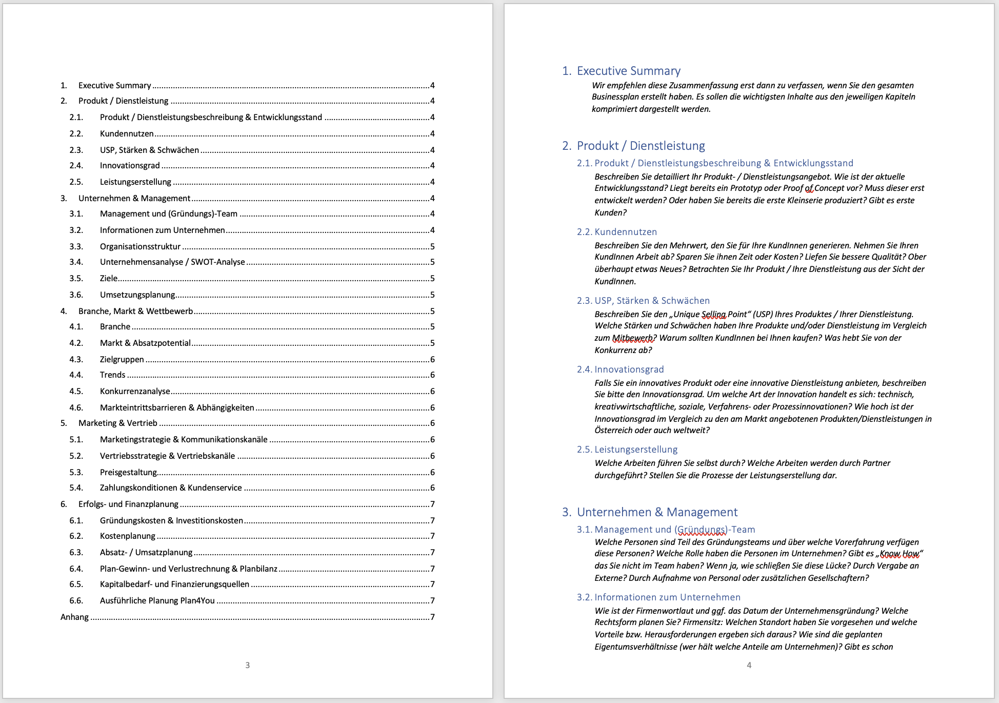 1. Executive Summary ........ 4
2. Produkt / Dienstleistung ........ 4
2.1. Produkt / Dienstleistungsbeschreibung & Entwicklungsstand ........ 4
2.2. Kundennutzen ........ 4
2.3. USP, Stärken & Schwächen ........ 4
2.4. Innovationsgrad ........ 4
2.5. Leistungserstellung ........ 4
3. Unternehmen & Management ........ 4
3.1. Management und (Gründungs)-Team ........ 4
3.2. Informationen zum Unternehmen ........ 4
3.3. Organisationsstruktur ........ 5
3.4. Unternehmensanalyse / SWOT-Analyse ........ 5
3.5. Ziele ........ 5
3.6. Umsetzungsplanung ........ 5
4. Branche, Markt & Wettbewerb ........ 5
4.1. Branche ........ 5
4.2. Markt & Absatzpotential ........ 5
4.3. Zielgruppen ........ 6
4.4. Trends ........ 6
4.5. Konkurrenzanalyse ........ 6
4.6. Markteintrittsbarrieren & Abhängigkeiten ........ 6
5. Marketing & Vertrieb ........ 6
5.1. Marketingstrategie & Kommunikationskanäle ........ 6
5.2. Vertriebsstrategie & Vertriebskanäle ........ 6
5.3. Preisgestaltung ........ 6
5.4. Zahlungskonditionen & Kundenservice ........ 6
6. Erfolgs- und Finanzplanung ........ 7
6.1. Gründungskosten & Investitionskosten ........ 7
6.2. Kostenplanung ........ 7
6.3. Absatz- / Umsatzplanung ........ 7
6.4. Plan-Gewinn- und Verlustrechnung & Planbilanz ........ 7
6.5. Kapitalbedarf- und Finanzierungsquellen ........ 7
6.6. Ausführliche Planung Plan4You ........ 7
Anhang ........ 7
3
1. Executive Summary
Wir empfehlen diese Zusammenfassung erst dann zu verfassen, wenn Sie den gesamten
Businessplan erstellt haben. Es sollen die wichtigsten Inhalte aus den jeweiligen Kapiteln
komprimiert dargestellt werden.
2. Produkt / Dienstleistung
2.1. Produkt / Dienstleistungsbeschreibung & Entwicklungsstand
Beschreiben Sie detailliert Ihr Produkt- / Dienstleistungsangebot. Wie ist der aktuelle
Entwicklungsstand? Liegt bereits ein Prototyp oder Proof of Concept vor? Muss dieser erst
entwickelt werden? Oder haben Sie bereits die erste Kleinserie produziert? Gibt es erste
Kunden?
2.2. Kundennutzen
Beschreiben Sie den Mehrwert, den Sie für Ihre KundInnen generieren. Nehmen Sie Ihren
KundInnen Arbeit ab? Sparen Sie ihnen Zeit oder Kosten? Liefen Sie bessere Qualität? Ober
überhaupt etwas Neues? Betrachten Sie Ihr Produkt / Ihre Dienstleistung aus der Sicht der
KundInnen.
2.3. USP, Stärken & Schwächen
Beschreiben Sie den „Unique Selling Point“ (USP) Ihres Produktes / Ihrer Dienstleistung.
Welche Stärken und Schwächen haben Ihre Produkte und/oder Dienstleistung im Vergleich
zum Mitbewerb? Warum sollten KundInnen bei Ihnen kaufen? Was hebt Sie von der
Konkurrenz ab?
2.4. Innovationsgrad
Falls Sie ein innovatives Produkt oder eine innovative Dienstleistung anbieten, beschreiben
Sie bitte den Innovationsgrad. Um welche Art der Innovation handelt es sich: technisch,
kreativwirtschaftliche, soziale, Verfahrens- oder Prozessinnovationen? Wie hoch ist der
Innovationsgrad im Vergleich zu den am Markt angebotenen Produkten/Dienstleistungen in
Österreich oder auch weltweit?
2.5. Leistungserstellung
Welche Arbeiten führen Sie selbst durch? Welche Arbeiten werden durch Partner
durchgeführt? Stellen Sie die Prozesse der Leistungserstellung dar.
3. Unternehmen & Management
3.1. Management und (Gründungs)-Team
Welche Personen sind Teil des Gründungsteams und über welche Vorerfahrung verfügen
diese Personen? Welche Rolle haben die Personen im Unternehmen? Gibt es „Know How“
das Sie nicht im Team haben? Wenn ja, wie schließen Sie diese Lücke? Durch Vergabe an
Externe? Durch Aufnahme von Personal oder zusätzlichen Gesellschaftern?
3.2. Informationen zum Unternehmen
Wie ist der Firmenwortlaut und ggf. das Datum der Unternehmensgründung? Welche
Rechtsform planen Sie? Firmensitz: Welchen Standort haben Sie vorgesehen und welche
Vorteile bzw. Herausforderungen ergeben sich daraus? Wie sind die geplanten
Eigentumsverhältnisse (wer hält welche Anteile am Unternehmen)? Gibt es schon
4